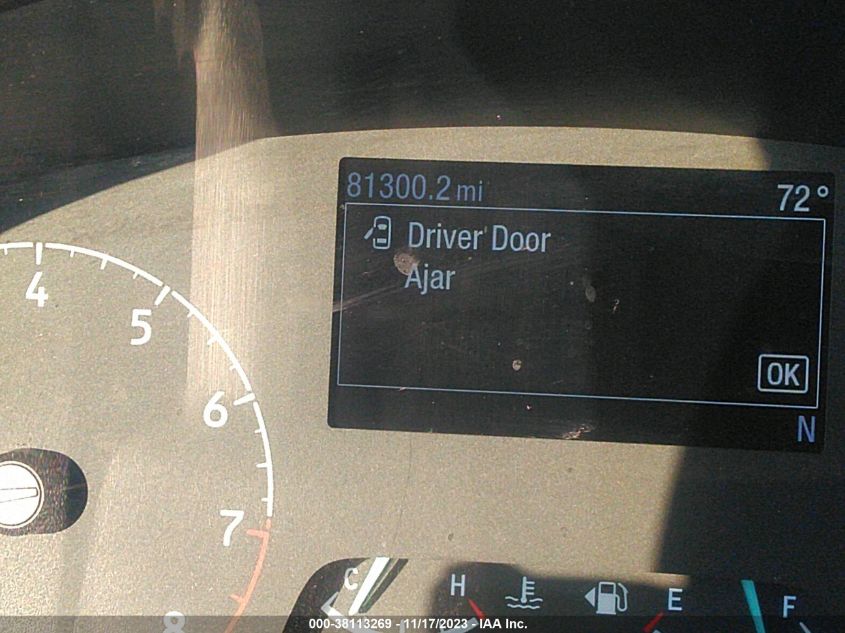 81300.2 mi 72°
Driver Door
Ajar
OK
N
4
5
6
7
8
C H E F
000-38113269 - 11/17/2023 - IAA Inc.